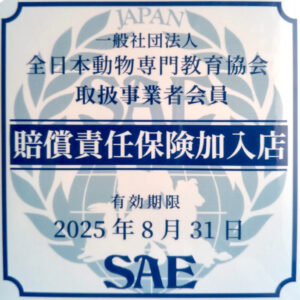 JAPAN
一般社団法人
全日本動物専門教育協会
取扱事業者会員
賠償責任保険加入店
有効期限
2025年8月31日
SAE